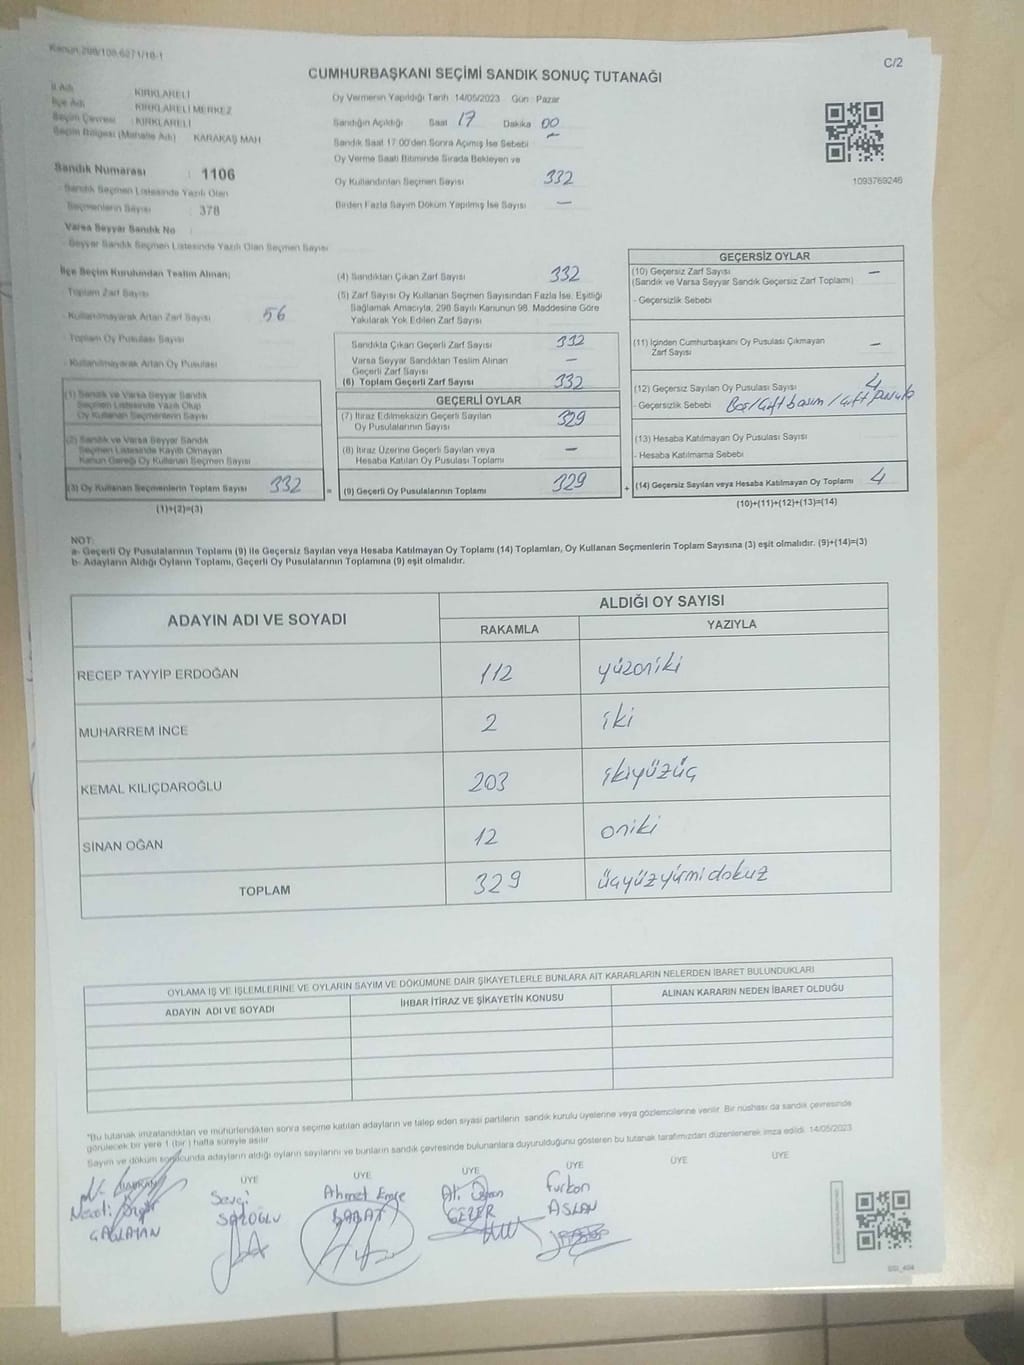 Kanun:298/109,6271/18-1
C/2
CUMHURBAŞKANI SEÇİMİ SANDIK SONUÇ TUTANAĞI
İl Adı : KIRKLARELİ
İlçe Adı : KIRKLARELİ MERKEZ
Seçim Çevresi : KIRKLARELİ
Seçim Bölgesi (Mahalle Adı) : KARAKAŞ MAH
Sandık Numarası : 1106
Sandık Seçmen Listesinde Yazılı Olan
Seçmenlerin Sayısı : 378
Varsa Seyyar Sandık No
Seyyar Sandık Seçmen Listesinde Yazılı Olan Seçmen Sayısı
Oy Vermenin Yapıldığı Tarih 14/05/2023 Gün : Pazar
Sandığın Açıldığı Saat 17 Dakika 00
Sandık Saat 17:00'den Sonra Açımış İse Sebebi —
Oy Verme Saati Bitiminde Sırada Bekleyen ve
Oy Kullandırılan Seçmen Sayısı 332
Birden Fazla Sayım Döküm Yapılmış İse Sayısı —
1093769246
İlçe Seçim Kurulundan Teslim Alınan;
- Toplam Zarf Sayısı
- Kullanılmayarak Artan Zarf Sayısı 56
- Toplam Oy Pusulası Sayısı
- Kullanılmayarak Artan Oy Pusulası
(1) Sandık ve Varsa Seyyar Sandık
Seçmen Listesinde Yazılı Olup
Oy Kullanan Seçmenlerin Sayısı
(2) Sandık ve Varsa Seyyar Sandık
Seçmen Listesinde Kayıtlı Olmayan
Kanun Gereği Oy Kullanan Seçmen Sayısı
(3) Oy Kullanan Seçmenlerin Toplam Sayısı 332 =
(1)+(2)=(3)
(4) Sandıktan Çıkan Zarf Sayısı 332
(5) Zarf Sayısı Oy Kullanan Seçmen Sayısından Fazla İse, Eşitliği
Sağlamak Amacıyla, 298 Sayılı Kanunun 98. Maddesine Göre
Yakılarak Yok Edilen Zarf Sayısı
Sandıkta Çıkan Geçerli Zarf Sayısı 332
Varsa Seyyar Sandıktan Teslim Alınan
Geçerli Zarf Sayısı —
(6) Toplam Geçerli Zarf Sayısı 332
GEÇERLİ OYLAR
(7) İtiraz Edilmeksizin Geçerli Sayılan
Oy Pusulalarının Sayısı 329
(8) İtiraz Üzerine Geçerli Sayılan veya
Hesaba Katılan Oy Pusulası Toplamı —
(9) Geçerli Oy Pusulalarının Toplamı 329 +
GEÇERSİZ OYLAR
(10) Geçersiz Zarf Sayısı —
(Sandık ve Varsa Seyyar Sandık Geçersiz Zarf Toplamı)
- Geçersizlik Sebebi
(11) İçinden Cumhurbaşkanı Oy Pusulası Çıkmayan
Zarf Sayısı —
(12) Geçersiz Sayılan Oy Pusulası Sayısı 4
- Geçersizlik Sebebi Boş/Çift basım/Çift pusula
(13) Hesaba Katılmayan Oy Pusulası Sayısı
- Hesaba Katılmama Sebebi
(14) Geçersiz Sayılan veya Hesaba Katılmayan Oy Toplamı 4
(10)+(11)+(12)+(13)=(14)
NOT:
a- Geçerli Oy Pusulalarının Toplamı (9) ile Geçersiz Sayılan veya Hesaba Katılmayan Oy Toplamı (14) Toplamları, Oy Kullanan Seçmenlerin Toplam Sayısına (3) eşit olmalıdır. (9)+(14)=(3)
b- Adayların Aldığı Oyların Toplamı, Geçerli Oy Pusulalarının Toplamına (9) eşit olmalıdır.
ADAYIN ADI VE SOYADI
ALDIĞI OY SAYISI
RAKAMLA YAZIYLA
RECEP TAYYİP ERDOĞAN 112 yüzoniki
MUHARREM İNCE 2 iki
KEMAL KILIÇDAROĞLU 203 ikiyüzüç
SİNAN OĞAN 12 oniki
TOPLAM 329 üçyüzyirmidokuz
OYLAMA İŞ VE İŞLEMLERİNE VE OYLARIN SAYIM VE DÖKÜMÜNE DAİR ŞİKAYETLERLE BUNLARA AİT KARARLARIN NELERDEN İBARET BULUNDUKLARI
ADAYIN ADI VE SOYADI İHBAR İTİRAZ VE ŞİKAYETİN KONUSU ALINAN KARARIN NEDEN İBARET OLDUĞU
"Bu tutanak imzalandıktan ve mühürlendikten sonra seçime katılan adayların ve talep eden siyasi partilerin sandık kurulu üyelerine veya gözlemcilerine verilir. Bir nüshası da sandık çevresinde
görülecek bir yere 1 (bir ) hafta süreyle asılır
Sayım ve döküm sonucunda adayların aldığı oyların sayılarını ve bunların sandık çevresinde bulunanlara duyurulduğunu gösteren bu tutanak tarafımızdan düzenlenerek imza edildi. 14/05/2023
BAŞKAN ÜYE ÜYE ÜYE ÜYE ÜYE ÜYE
Necati
ÇAĞLAYAN
Sevgi
Ahmet Emre
SABAT
Ali
GEZER
Furkan
ASLAN